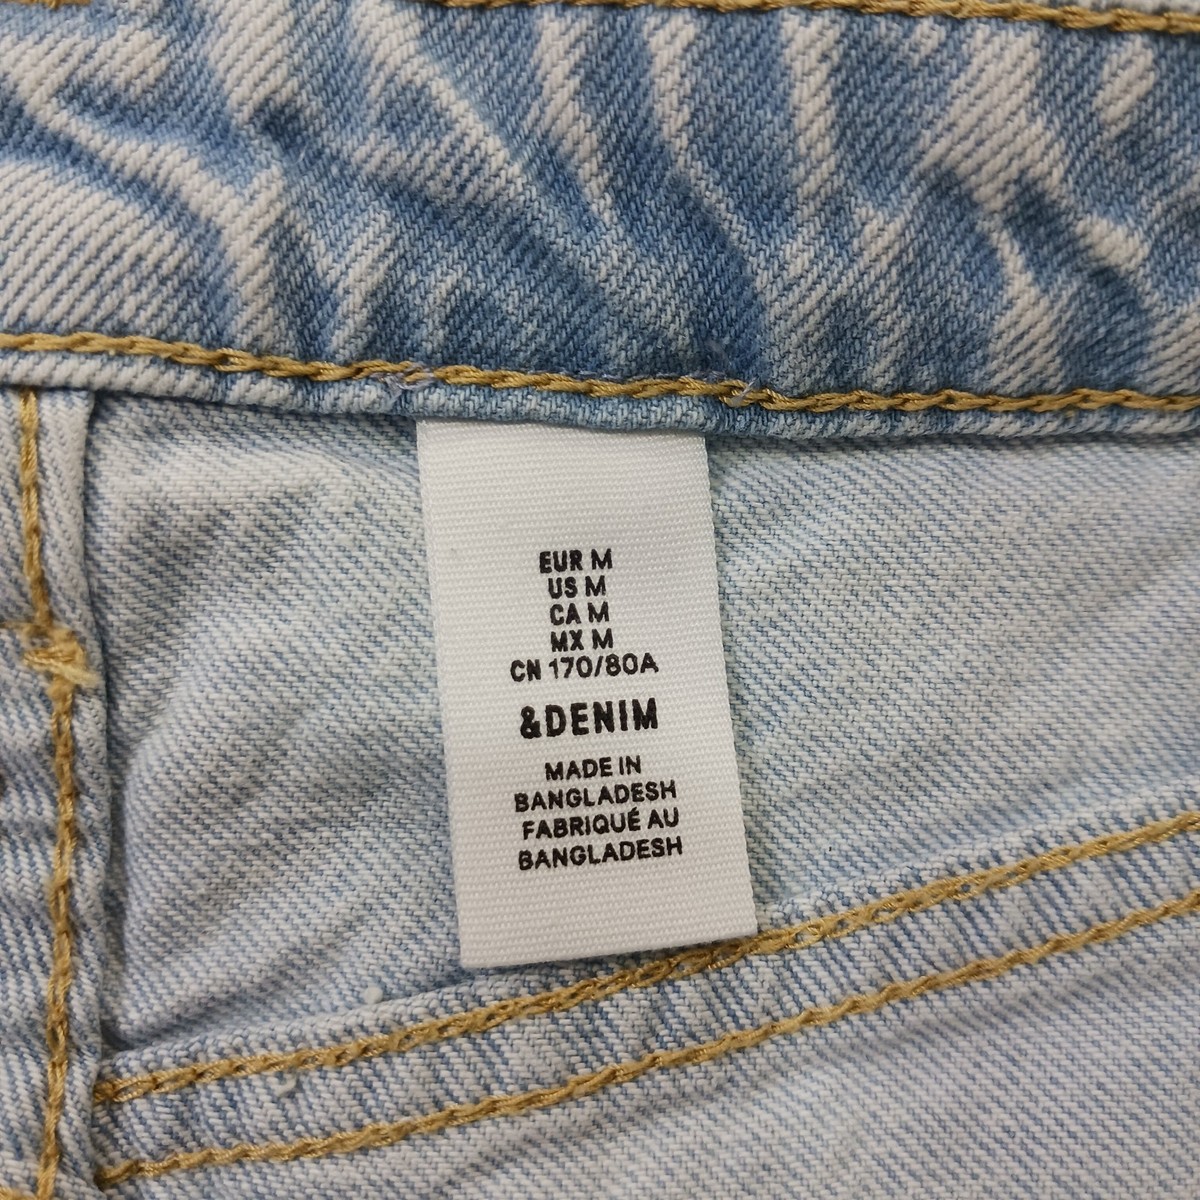 EUR M
US M
CA M
MX M
CN 170/80A
&DENIM
MADE IN
BANGLADESH
FABRIQUÉ AU
BANGLADESH